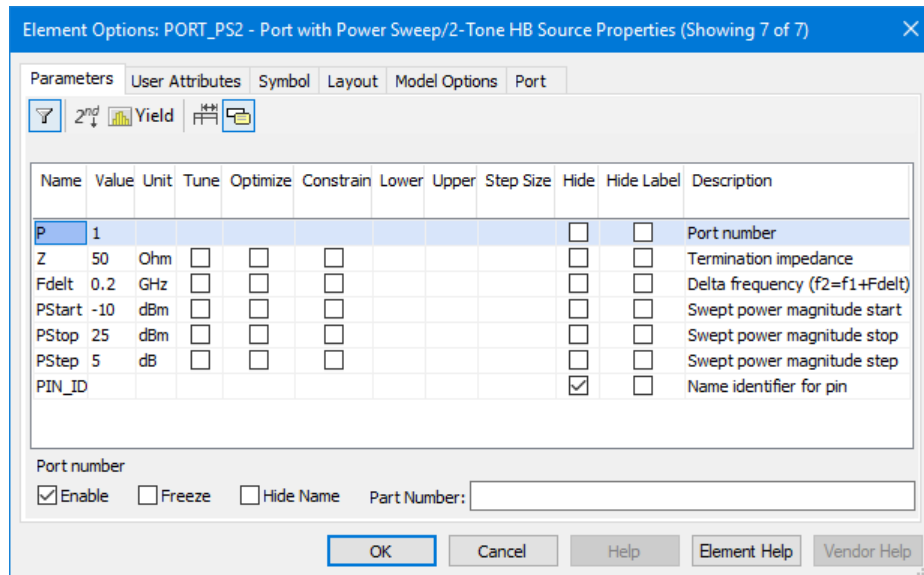 Element Options: PORT_PS2 - Port with Power Sweep/2-Tone HB Source Properties (Showing 7 of 7)
Parameters User Attributes Symbol Layout Model Options Port
2nd Yield
Name Value Unit Tune Optimize Constrain Lower Upper Step Size Hide Hide Label Description
P 1 Port number
Z 50 Ohm Termination impedance
Fdelt 0.2 GHz Delta frequency (f2=f1+Fdelt)
PStart -10 dBm Swept power magnitude start
PStop 25 dBm Swept power magnitude stop
PStep 5 dB Swept power magnitude step
PIN_ID Name identifier for pin
Port number
Enable Freeze Hide Name Part Number:
OK Cancel Help Element Help Vendor Help